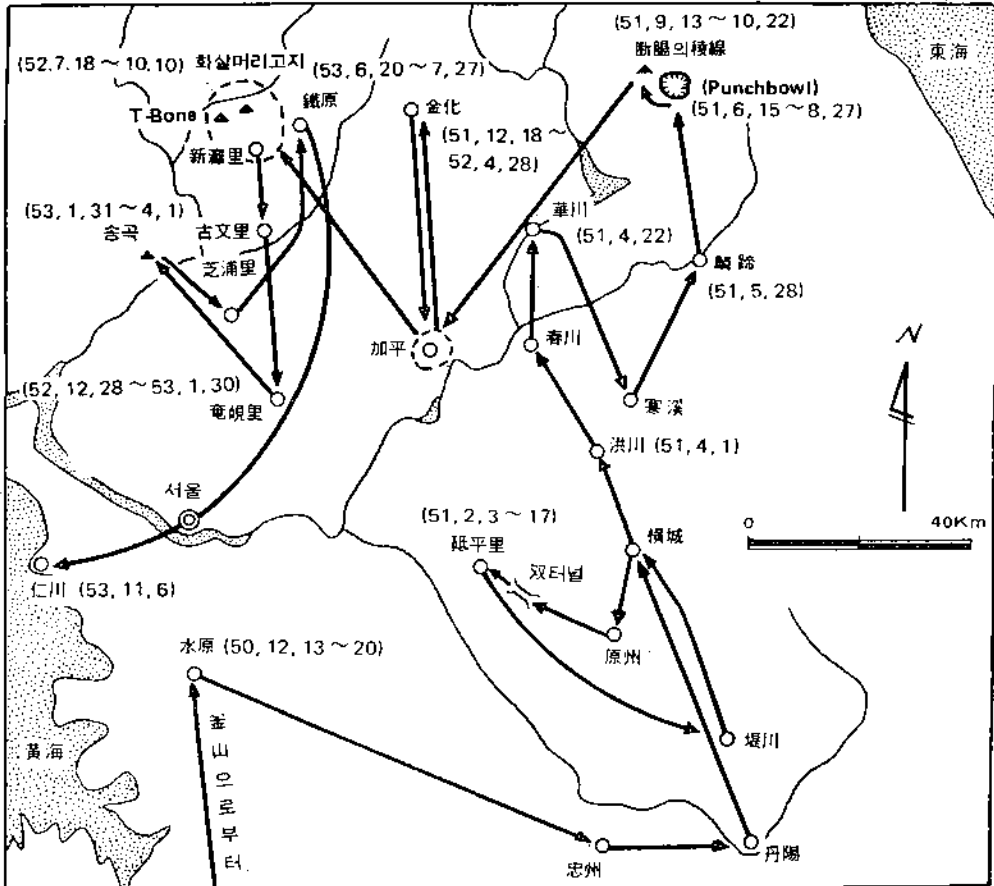 (51, 9, 13 ~ 10, 22)
斷腸의稜線
東海
(52.7.18 ~ 10.10) 화살머리고지
(53, 6, 20 ~ 7, 27)
(Punchbowl)
(51, 6, 15 ~ 8, 27)
T-Bone
鐵原
金化
(51, 12, 18 ~
52, 4, 28)
新灘里
(53, 1, 31 ~ 4, 1)
송곡
古文里
芝浦里
華川
(51, 4, 22)
麟蹄
(51, 5, 28)
加平
春川
N
(52, 12, 28 ~ 53, 1, 30)
竜峴里
寒溪
洪川 (51, 4, 1)
서울
(51, 2, 3 ~ 17)
砥平里
双터널
橫城
0
40Km
仁川 (53, 11, 6)
原州
水原 (50, 12, 13 ~ 20)
釜山으로부터
黃海
堤川
忠州
丹陽